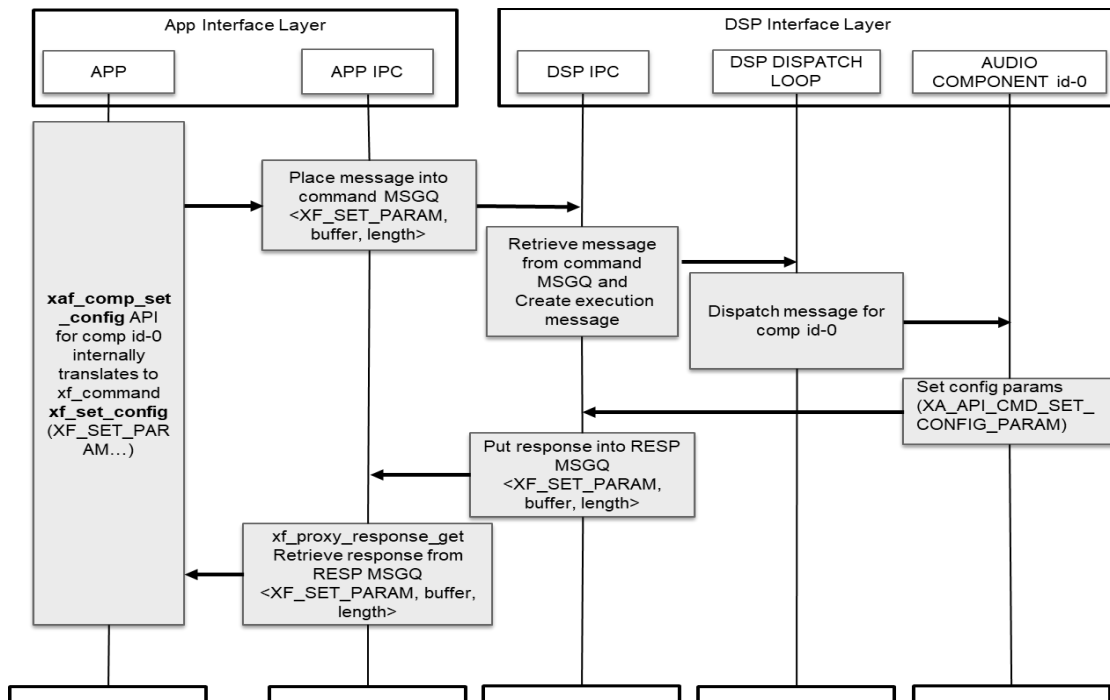 App Interface Layer
DSP Interface Layer
APP
APP IPC
DSP IPC
DSP DISPATCH
LOOP
AUDIO
COMPONENT id-0
Place message into
command MSGQ
<XF_SET_PARAM,
buffer, length>
Retrieve message
from command
MSGQ and
Create execution
message
Dispatch message for
comp id-0
xaf_comp_set
_config API
for comp id-0
internally
translates to
xf_command
xf_set_config
(XF_SET_PAR
AM…)
Set config params
(XA_API_CMD_SET_
CONFIG_PARAM)
Put response into RESP
MSGQ
<XF_SET_PARAM,
buffer, length>
xf_proxy_response_get
Retrieve response from
RESP MSGQ
<XF_SET_PARAM, buffer,
length>